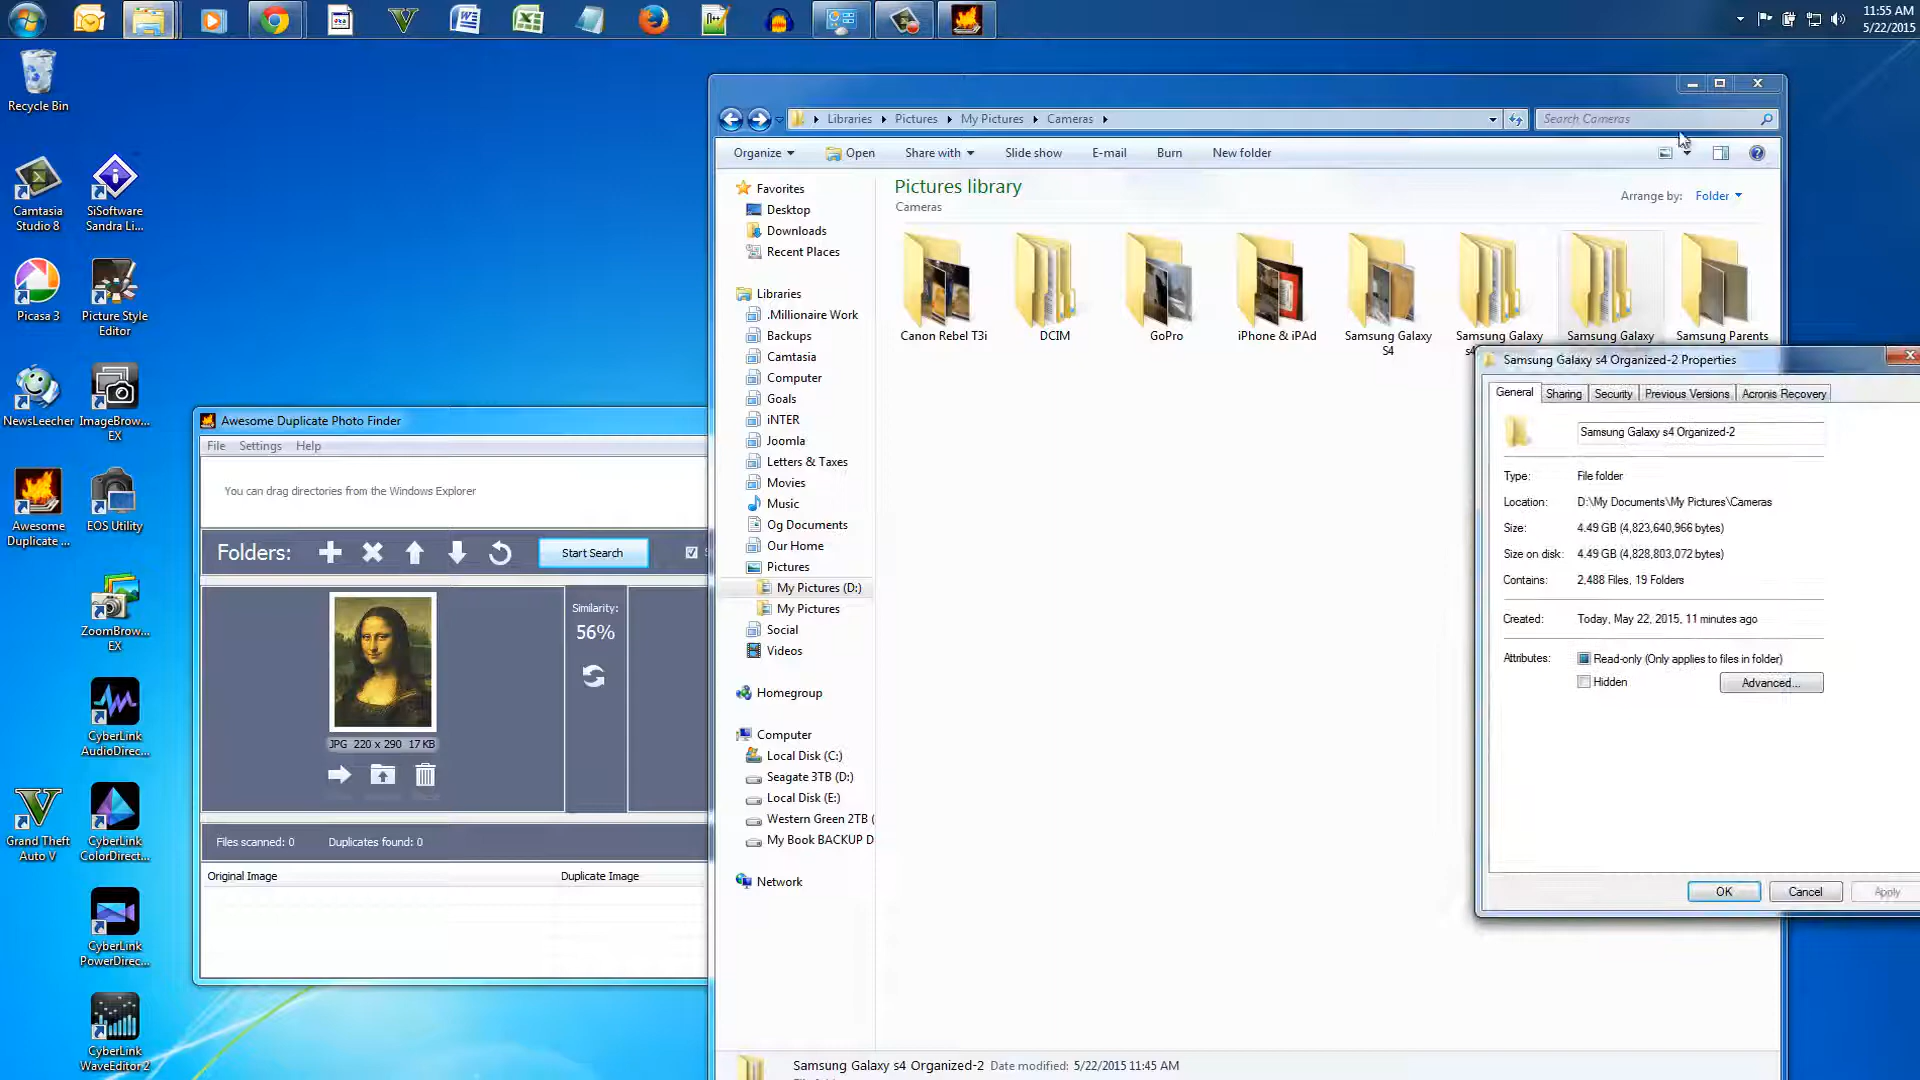 11:55 AM
5/22/2015
Recycle Bin
Camtasia
Studio 8
SiSoftware
Sandra Li...
Picasa 3
Picture Style
Editor
NewsLeecher
ImageBrow...
EX
Awesome
Duplicate ...
EOS Utility
ZoomBrow...
EX
CyberLink
AudioDirec...
Grand Theft
Auto V
CyberLink
ColorDirect...
CyberLink
PowerDirec...
CyberLink
WaveEditor 2
Awesome Duplicate Photo Finder
File Settings Help
You can drag directories from the Windows Explorer
Folders:
Start Search
Similarity:
56%
JPG 220 x 290 17 KB
Files scanned: 0 Duplicates found: 0
Original Image Duplicate Image
Libraries Pictures My Pictures Cameras
Search Cameras
Organize Open Share with Slide show E-mail Burn New folder
Favorites
Desktop
Downloads
Recent Places
Libraries
.Millionaire Work
Backups
Camtasia
Computer
Goals
iNTER
Joomla
Letters & Taxes
Movies
Music
Og Documents
Our Home
Pictures
My Pictures (D:)
My Pictures
Social
Videos
Homegroup
Computer
Local Disk (C:)
Seagate 3TB (D:)
Local Disk (E:)
Western Green 2TB (
My Book BACKUP D
Network
Pictures library
Cameras
Arrange by: Folder
Canon Rebel T3i
DCIM
GoPro
iPhone & iPAd
Samsung Galaxy
S4
Samsung Galaxy
Samsung Galaxy
Samsung Parents
Samsung Galaxy s4 Organized-2 Properties
General Sharing Security Previous Versions Acronis Recovery
Samsung Galaxy s4 Organized-2
Type: File folder
Location: D:\My Documents\My Pictures\Cameras
Size: 4.49 GB (4,823,640,966 bytes)
Size on disk: 4.49 GB (4,828,803,072 bytes)
Contains: 2,488 Files, 19 Folders
Created: Today, May 22, 2015, 11 minutes ago
Attributes: Read-only (Only applies to files in folder)
Hidden
Advanced...
OK Cancel Apply
Samsung Galaxy s4 Organized-2 Date modified: 5/22/2015 11:45 AM